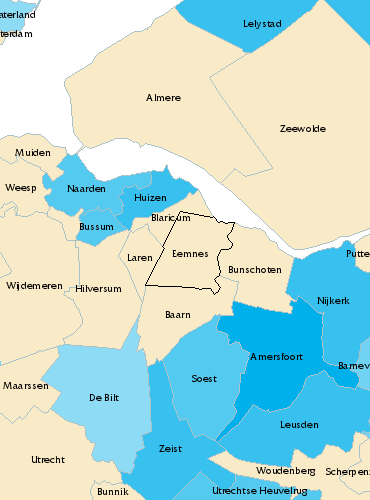 aterland
Lelystad
terdam
Almere
Zeewolde
Muiden
Weesp
Naarden
Huizen
Blaricum
Bussum
Laren
Eemnes
Putte
Bunschoten
Wijdemeren
Hilversum
Nijkerk
Baarn
Amersfoort
Barnev
Soest
Maarssen
De Bilt
Leusden
Zeist
Utrecht
Woudenberg
Scherpenz
Bunnik
Utrechtse Heuvelrug